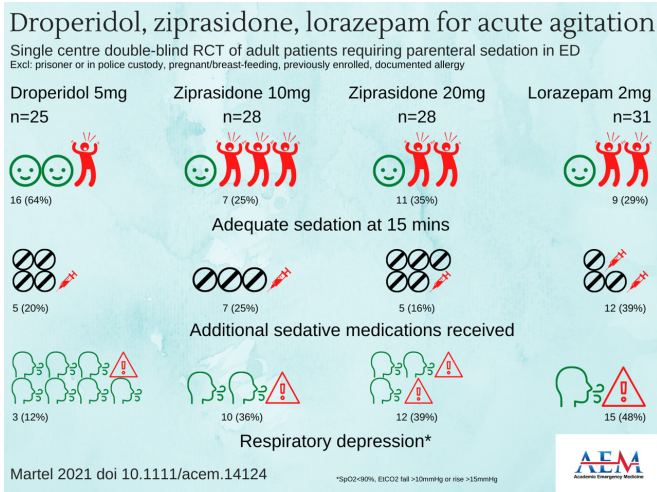 Droperidol, ziprasidone, lorazepam for acute agitation
Single centre double-blind RCT of adult patients requiring parenteral sedation in ED
Excl: prisoner or in police custody, pregnant/breast-feeding, previously enrolled, documented allergy
Droperidol 5mg
n=25
Ziprasidone 10mg
n=28
Ziprasidone 20mg
n=28
Lorazepam 2mg
n=31
16 (64%)
7 (25%)
11 (35%)
9 (29%)
Adequate sedation at 15 mins
5 (20%)
7 (25%)
5 (16%)
12 (39%)
Additional sedative medications received
3 (12%)
10 (36%)
12 (39%)
15 (48%)
Respiratory depression*
Martel 2021 doi 10.1111/acem.14124
*SpO2<90%, EtCO2 fall >10mmHg or rise >15mmHg
AEM
Academic Emergency Medicine